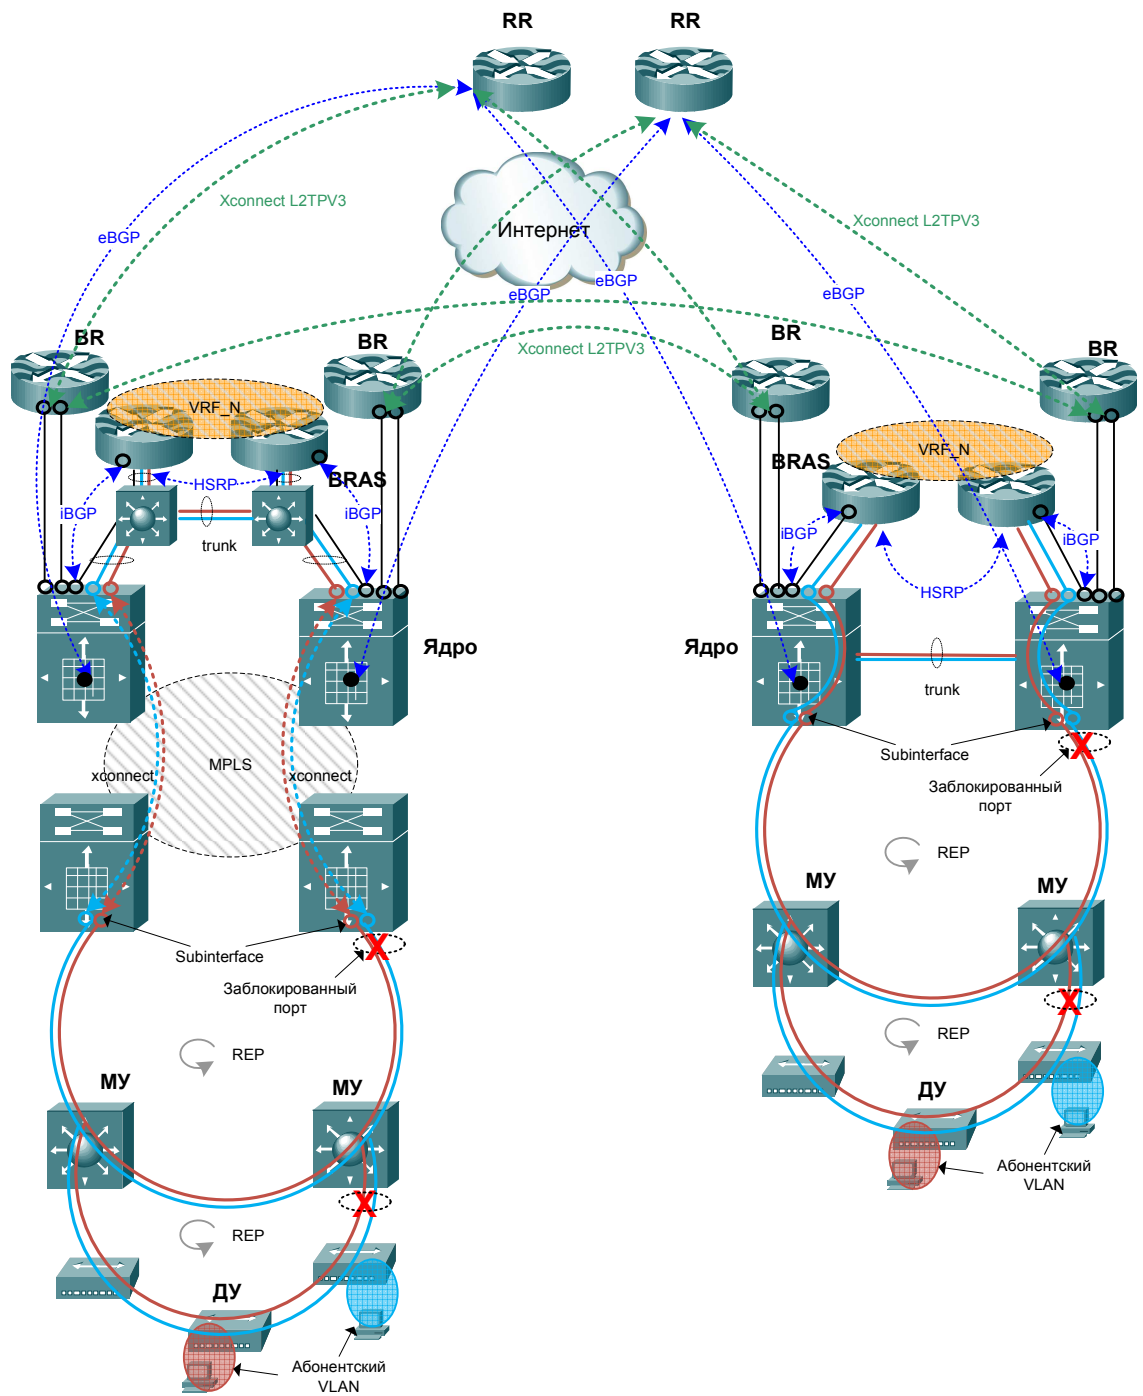 RR
RR
Xconnect L2TPV3
Интернет
Xconnect L2TPV3
eBGP
eBGP
eBGP
eBGP
BR
BR
Xconnect L2TPV3
BR
BR
VRF_N
VRF_N
BRAS
BRAS
HSRP
iBGP
iBGP
trunk
iBGP
iBGP
HSRP
Ядро
Ядро
trunk
xconnect
MPLS
xconnect
Subinterface
Заблокированный
порт
REP
МУ
МУ
Subinterface
Заблокированный
порт
REP
REP
МУ
МУ
ДУ
Абонентский
VLAN
REP
ДУ
Абонентский
VLAN